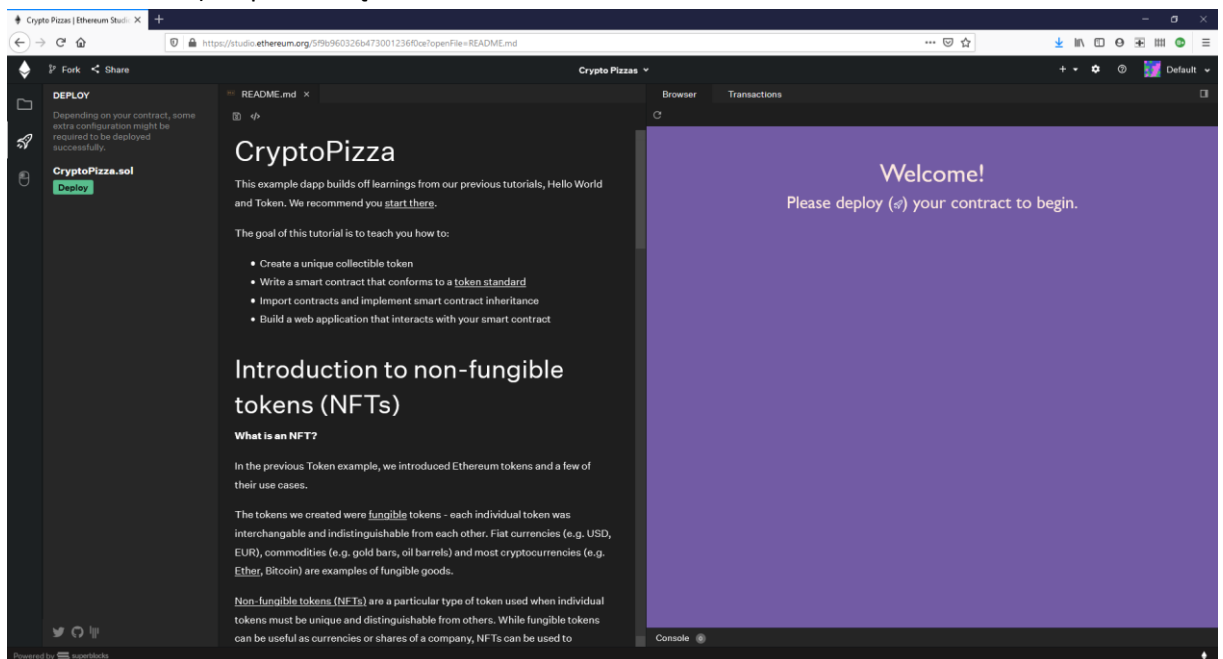 Crypto Pizzas | Ethereum Studio
https://studio.ethereum.org/5f9b960326b473001236f0ce?openFile=README.md
Fork Share
Crypto Pizzas
Default
DEPLOY
Depending on your contract, some
extra configuration might be
required to be deployed
successfully.
CryptoPizza.sol
Deploy
README.md
CryptoPizza
This example dapp builds off learnings from our previous tutorials, Hello World
and Token. We recommend you start there.
The goal of this tutorial is to teach you how to:
• Create a unique collectible token
• Write a smart contract that conforms to a token standard
• Import contracts and implement smart contract inheritance
• Build a web application that interacts with your smart contract
Introduction to non-fungible
tokens (NFTs)
What is an NFT?
In the previous Token example, we introduced Ethereum tokens and a few of
their use cases.
The tokens we created were fungible tokens - each individual token was
interchangable and indistinguishable from each other. Fiat currencies (e.g. USD,
EUR), commodities (e.g. gold bars, oil barrels) and most cryptocurrencies (e.g.
Ether, Bitcoin) are examples of fungible goods.
Non-fungible tokens (NFTs) are a particular type of token used when individual
tokens must be unique and distinguishable from others. While fungible tokens
can be useful as currencies or shares of a company, NFTs can be used to
Browser Transactions
Welcome!
Please deploy () your contract to begin.
Console
Powered by superblocks